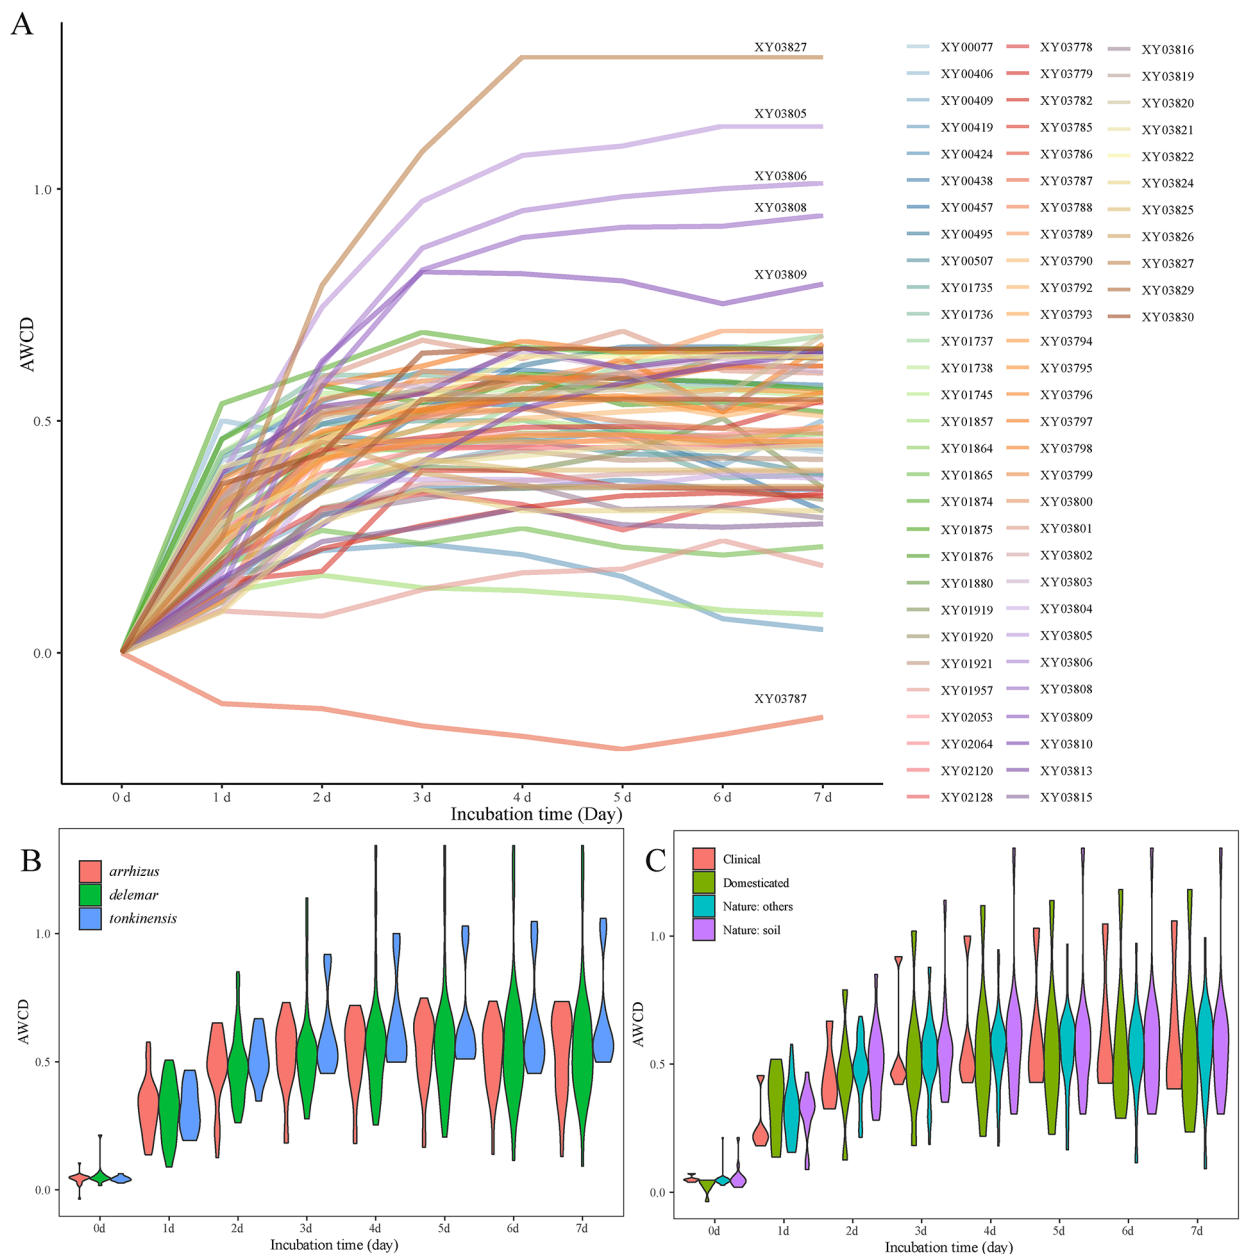 A
XY03827
XY03805
XY03806
XY03808
XY03809
XY03787
AWCD
1.0
0.5
0.0
0 d
1 d
2 d
3 d
4 d
5 d
6 d
7 d
Incubation time (Day)
XY00077
XY00406
XY00409
XY00419
XY00424
XY00438
XY00457
XY00495
XY00507
XY01735
XY01736
XY01737
XY01738
XY01745
XY01857
XY01864
XY01865
XY01874
XY01875
XY01876
XY01880
XY01919
XY01920
XY01921
XY01957
XY02053
XY02064
XY02120
XY02128
XY03778
XY03779
XY03782
XY03785
XY03786
XY03787
XY03788
XY03789
XY03790
XY03792
XY03793
XY03794
XY03795
XY03796
XY03797
XY03798
XY03799
XY03800
XY03801
XY03802
XY03803
XY03804
XY03805
XY03806
XY03808
XY03809
XY03810
XY03813
XY03815
XY03816
XY03819
XY03820
XY03821
XY03822
XY03824
XY03825
XY03826
XY03827
XY03829
XY03830
B
arrhizus
delemar
tonkinensis
AWCD
1.0
0.5
0.0
0d
1d
2d
3d
4d
5d
6d
7d
Incubation time (day)
C
Clinical
Domesticated
Nature: others
Nature: soil
AWCD
1.0
0.5
0.0
0d
1d
2d
3d
4d
5d
6d
7d
Incubation time (day)